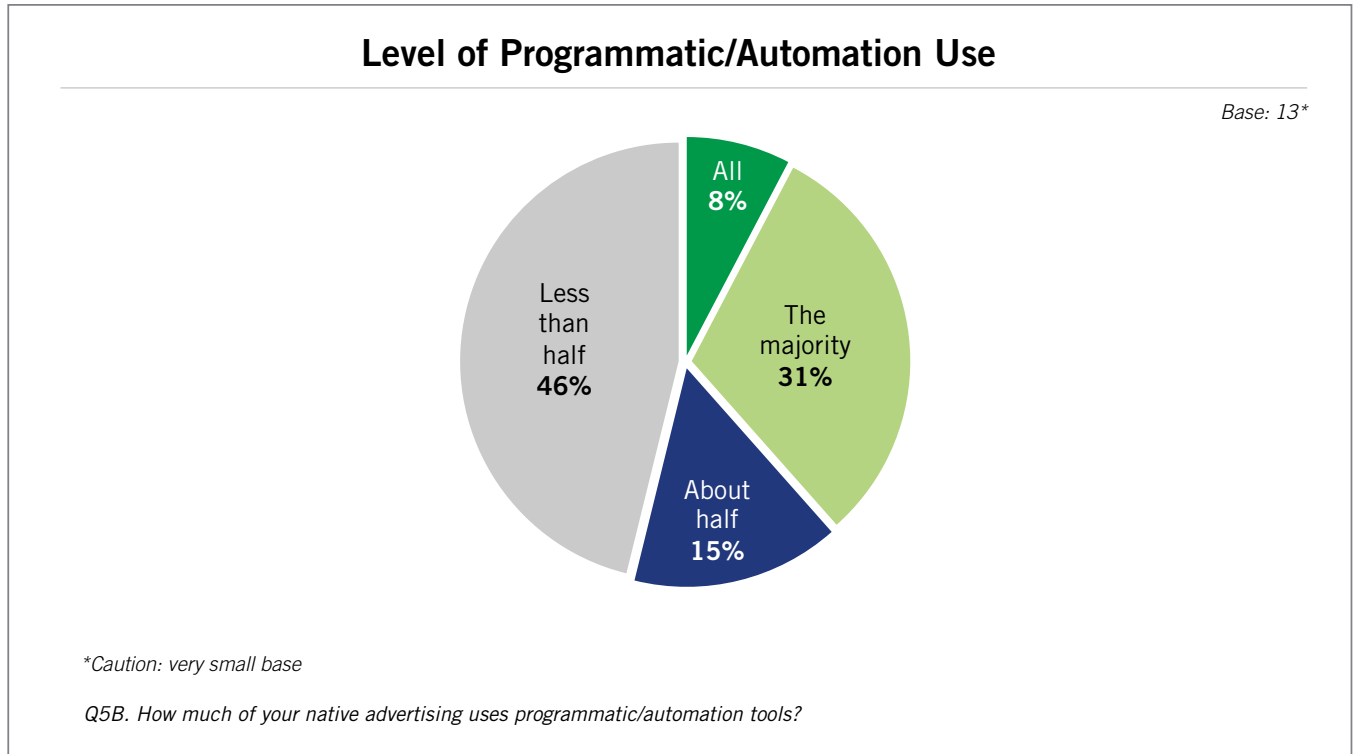 Level of Programmatic/Automation Use
Base: 13*
All
8%
The
majority
31%
Less
than
half
46%
About
half
15%
*Caution: very small base
Q5B. How much of your native advertising uses programmatic/automation tools?